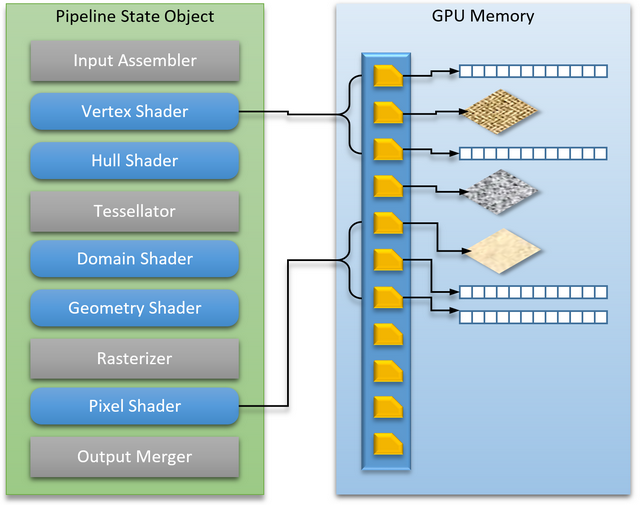 Pipeline State Object
GPU Memory
Input Assembler
Vertex Shader
Hull Shader
Tessellator
Domain Shader
Geometry Shader
Rasterizer
Pixel Shader
Output Merger